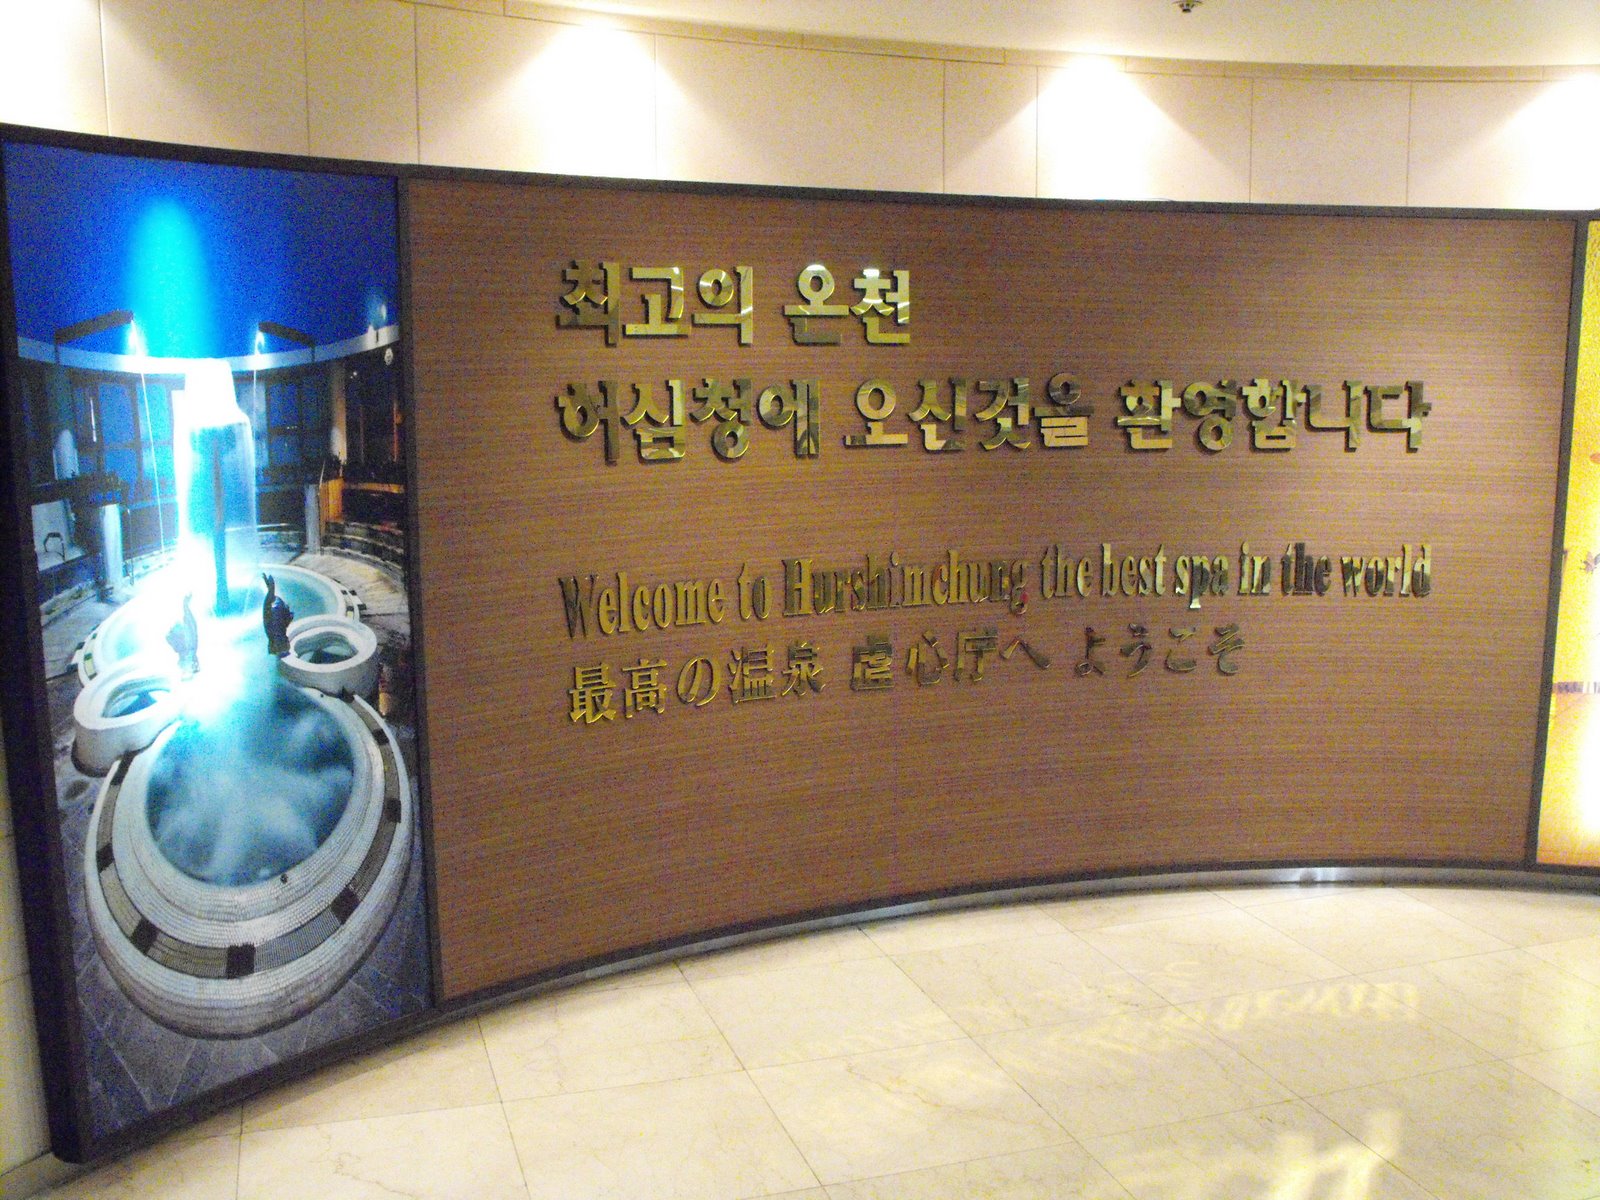 최고의 온천
허심청에 오신것을 환영합니다
Welcome to Hurshimchung the best spa in the world
最高の温泉 虚心庁へ ようこそ